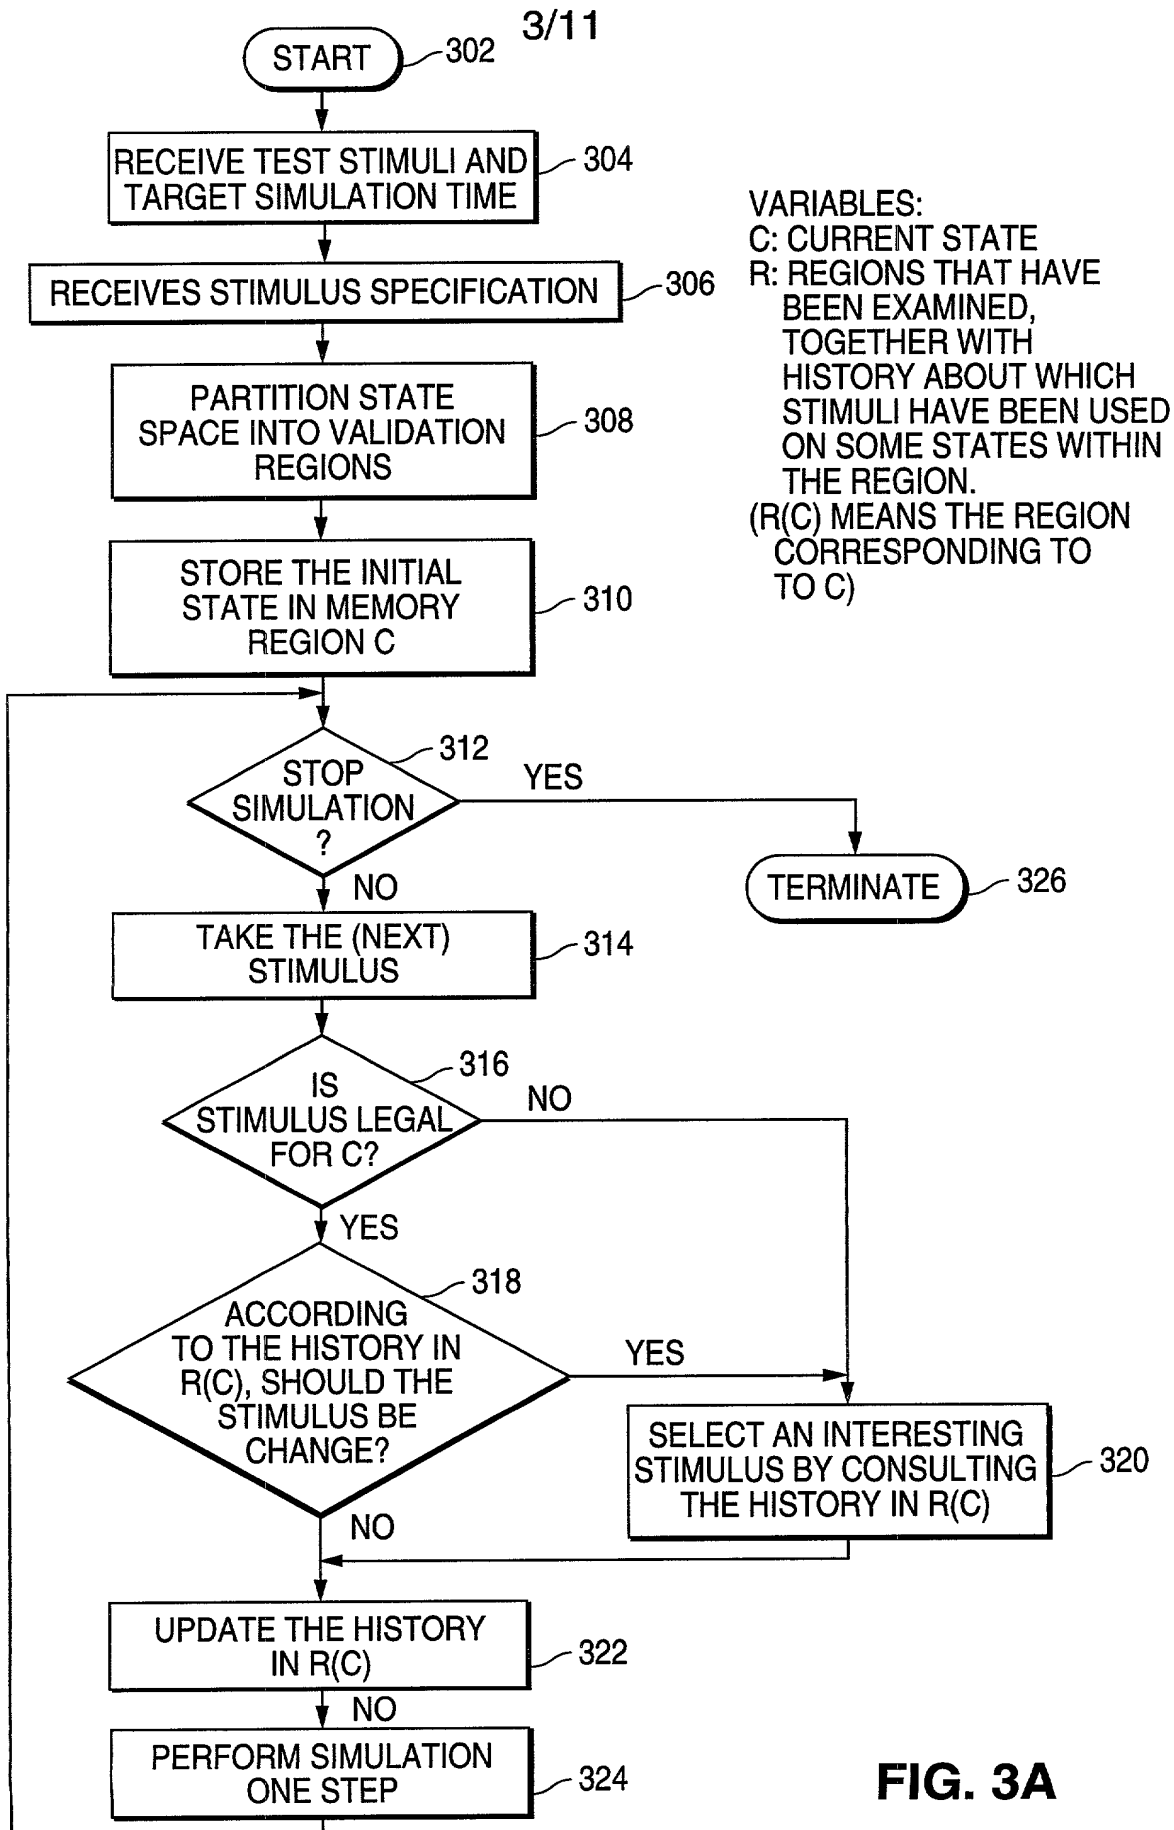 3/11
START
302
RECEIVE TEST STIMULI AND
TARGET SIMULATION TIME
304
RECEIVES STIMULUS SPECIFICATION
306
PARTITION STATE
SPACE INTO VALIDATION
REGIONS
308
STORE THE INITIAL
STATE IN MEMORY
REGION C
310
VARIABLES:
C: CURRENT STATE
R: REGIONS THAT HAVE
BEEN EXAMINED,
TOGETHER WITH
HISTORY ABOUT WHICH
STIMULI HAVE BEEN USED
ON SOME STATES WITHIN
THE REGION.
(R(C) MEANS THE REGION
CORRESPONDING TO
TO C)
STOP
SIMULATION
?
312
YES
TERMINATE
326
NO
TAKE THE (NEXT)
STIMULUS
314
IS
STIMULUS LEGAL
FOR C?
316
NO
YES
ACCORDING
TO THE HISTORY IN
R(C), SHOULD THE
STIMULUS BE
CHANGE?
318
YES
SELECT AN INTERESTING
STIMULUS BY CONSULTING
THE HISTORY IN R(C)
320
NO
UPDATE THE HISTORY
IN R(C)
322
NO
PERFORM SIMULATION
ONE STEP
324
FIG. 3A